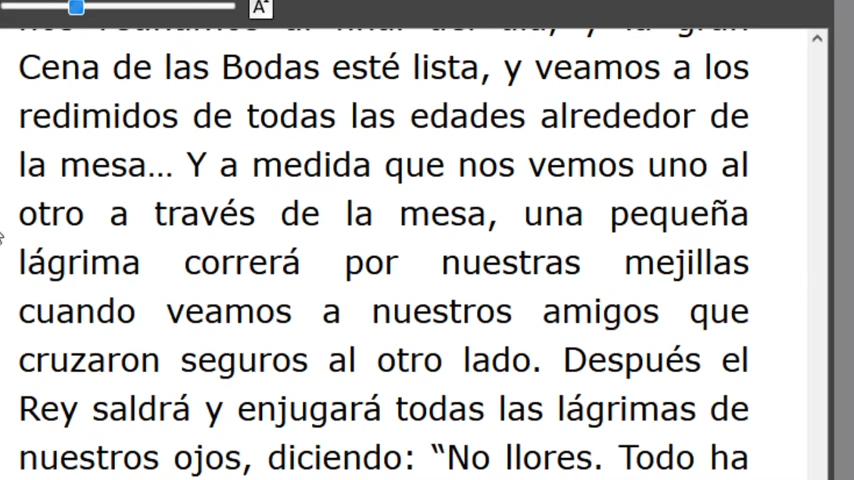 A
Cena de las Bodas esté lista, y veamos a los
redimidos de todas las edades alrededor de
la mesa… Y a medida que nos vemos uno al
otro a través de la mesa, una pequeña
lágrima correrá por nuestras mejillas
cuando veamos a nuestros amigos que
cruzaron seguros al otro lado. Después el
Rey saldrá y enjugará todas las lágrimas de
nuestros ojos, diciendo: “No llores. Todo ha